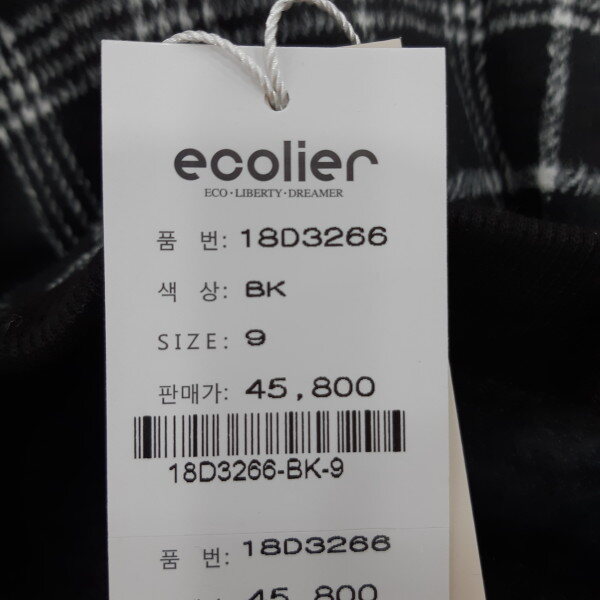 ecolier
ECO·LIBERTY·DREAMER
품 번: 18D3266
색 상: BK
SIZE: 9
판매가: 45,800
18D3266-BK-9
품 번: 18D3266
45,800